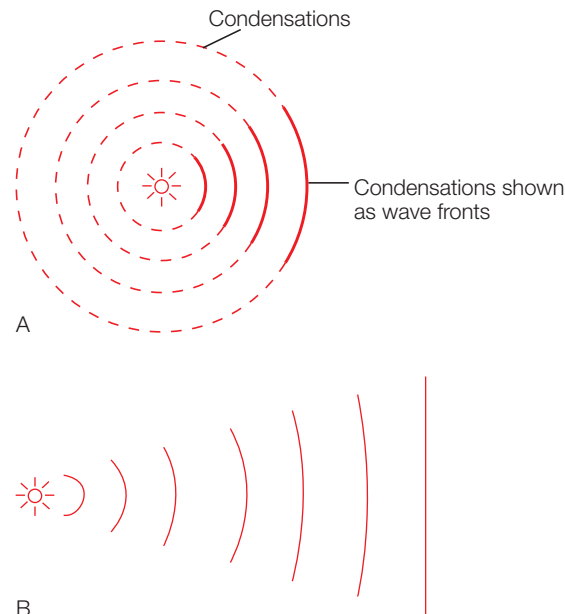 Condensations
Condensations shown
as wave fronts
A
B